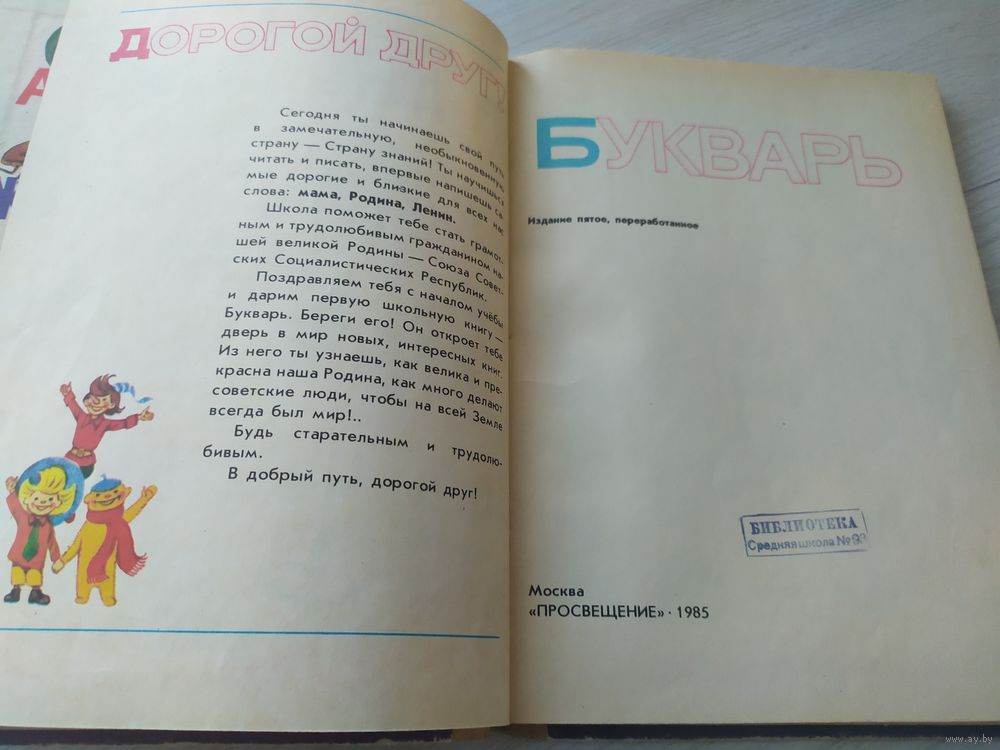 ДОРОГОЙ ДРУГ!
Сегодня ты начинаешь свой путь
в замечательную, необыкновенную
страну — Страну знаний! Ты научишься
читать и писать, впервые напишешь са-
мые дорогие и близкие для всех нас
слова: мама, Родина, Ленин.
Школа поможет тебе стать грамот-
ным и трудолюбивым гражданином на-
шей великой Родины — Союза Совет-
ских Социалистических Республик.
Поздравляем тебя с началом учёбы
и дарим первую школьную книгу —
Букварь. Береги его! Он откроет тебе
дверь в мир новых, интересных книг.
Из него ты узнаешь, как велика и пре-
красна наша Родина, как много делают
советские люди, чтобы на всей Земле
всегда был мир!..
Будь старательным и трудолю-
бивым.
В добрый путь, дорогой друг!
БУКВАРЬ
Издание пятое, переработанное
БИБЛИОТЕКА
Средняя школа №
Москва
«ПРОСВЕЩЕНИЕ» · 1985
www.ay.by